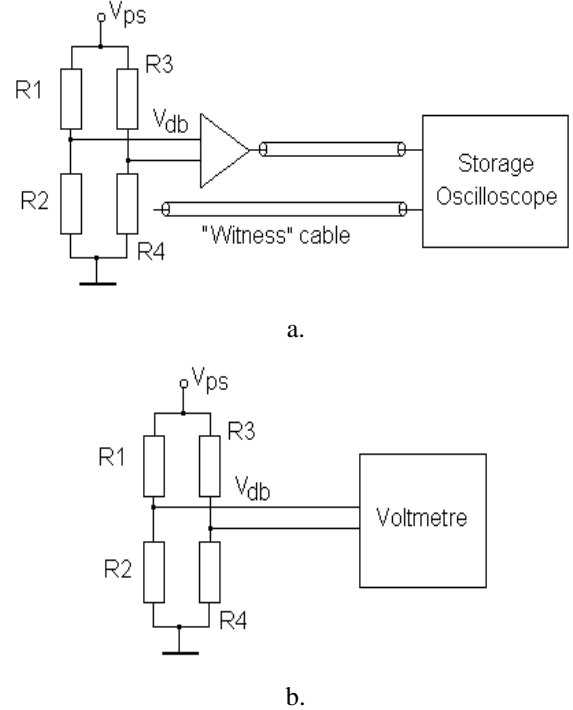 Vps
R1
R3
Vdb
R2
R4
"Witness" cable
Storage
Oscilloscope
a.
Vps
R1
R3
Vdb
R2
R4
Voltmetre
b.